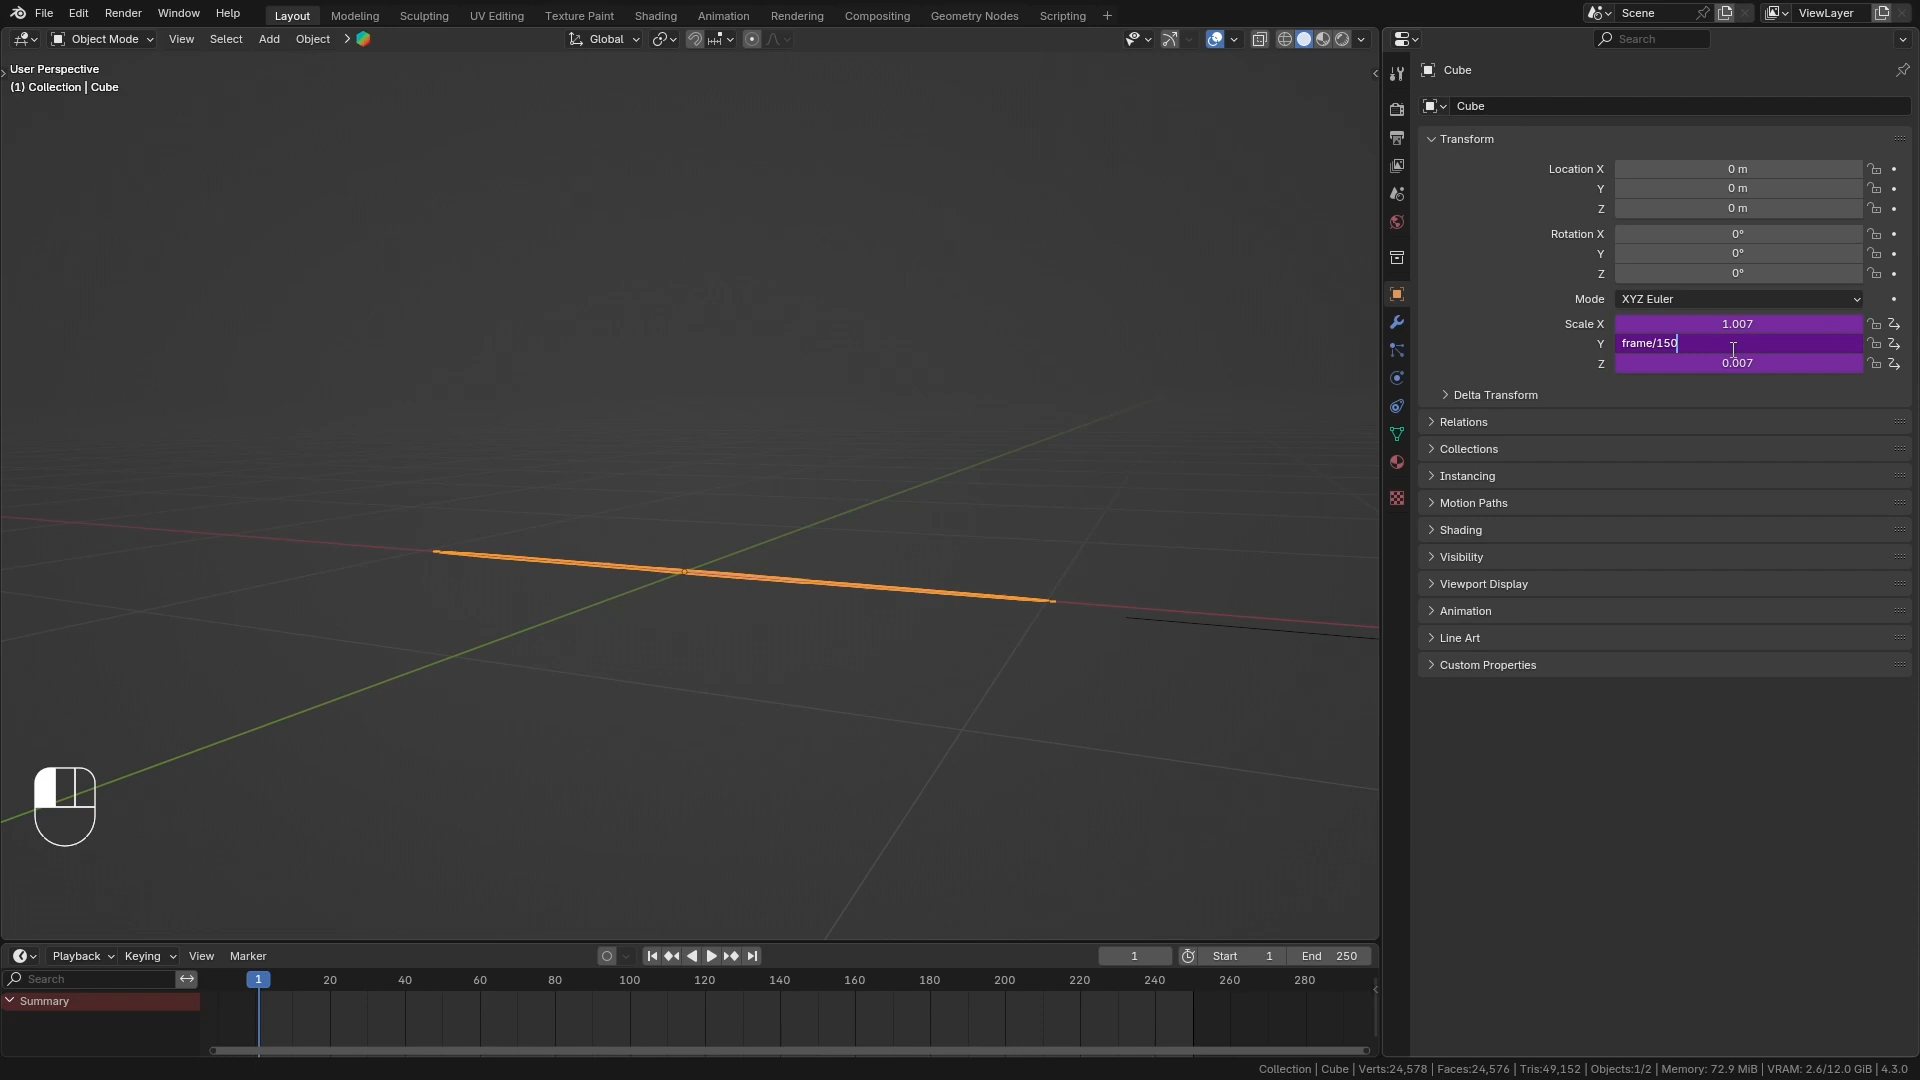 File Edit Render Window Help Layout Modeling Sculpting UV Editing Texture Paint Shading Animation Rendering Compositing Geometry Nodes Scripting + Scene ViewLayer
Object Mode View Select Add Object Global Search
User Perspective
(1) Collection | Cube
Cube
Cube
Transform
Location X 0 m
Y 0 m
Z 0 m
Rotation X 0°
Y 0°
Z 0°
Mode XYZ Euler
Scale X 1.007
Y frame/150
Z 0.007
Delta Transform
Relations
Collections
Instancing
Motion Paths
Shading
Visibility
Viewport Display
Animation
Line Art
Custom Properties
Playback Keying View Marker 1 Start 1 End 250
Search 1 20 40 60 80 100 120 140 160 180 200 220 240 260 280
Summary
Collection | Cube | Verts:24,578 | Faces:24,576 | Tris:49,152 | Objects:1/2 | Memory: 72.9 MiB | VRAM: 2.6/12.0 GiB | 4.3.0